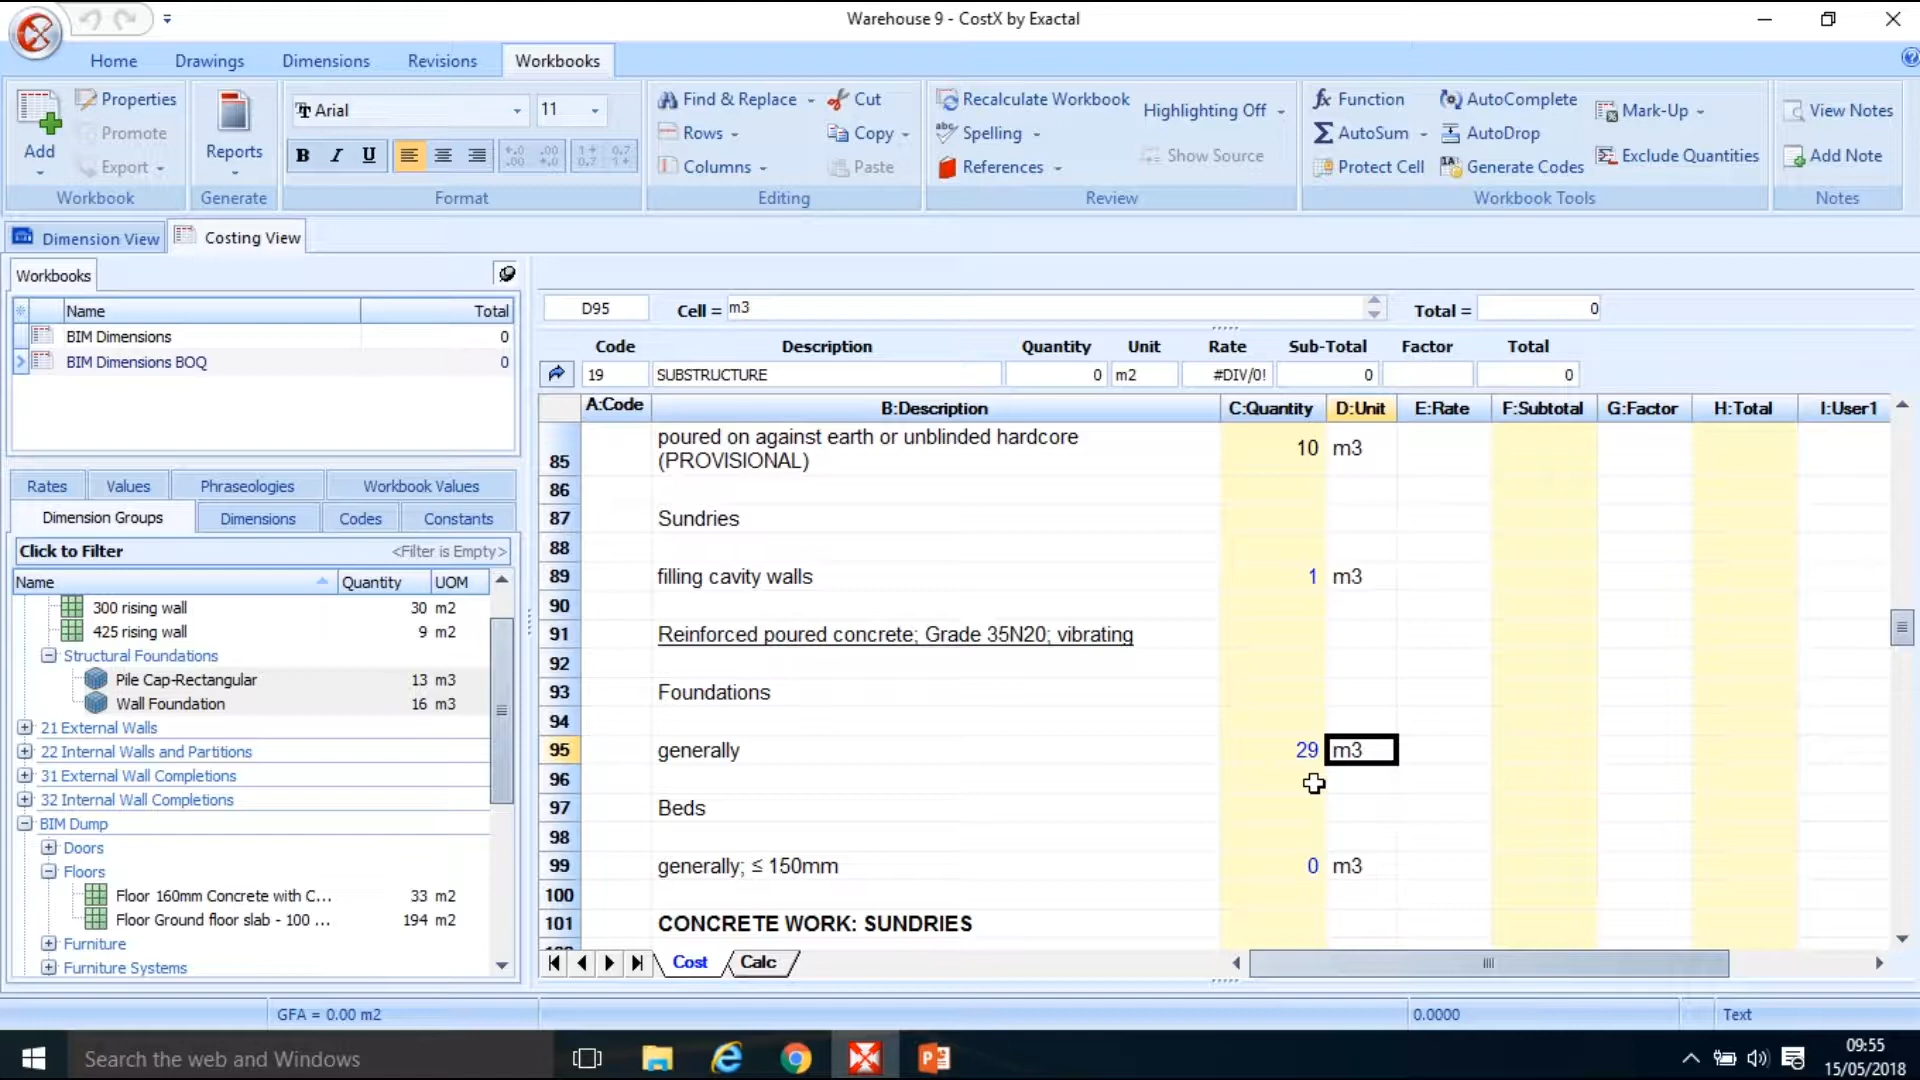 Warehouse 9 - CostX by Exactal
Home
Drawings
Dimensions
Revisions
Workbooks
Add
Properties
Promote
Export
Workbook
Reports
Generate
Arial
11
B I U
Format
Find & Replace
Rows
Columns
Cut
Copy
Paste
Editing
Recalculate Workbook
Spelling
References
Highlighting Off
Show Source
Review
Function
AutoSum
Protect Cell
AutoComplete
AutoDrop
Generate Codes
Mark-Up
Exclude Quantities
Workbook Tools
View Notes
Add Note
Notes
Dimension View
Costing View
Workbooks
Name Total
BIM Dimensions 0
BIM Dimensions BOQ 0
Rates Values Phraseologies Workbook Values
Dimension Groups Dimensions Codes Constants
Click to Filter <Filter is Empty>
Name Quantity UOM
300 rising wall 30 m2
425 rising wall 9 m2
Structural Foundations
Pile Cap-Rectangular 13 m3
Wall Foundation 16 m3
21 External Walls
22 Internal Walls and Partitions
31 External Wall Completions
32 Internal Wall Completions
BIM Dump
Doors
Floors
Floor 160mm Concrete with C... 33 m2
Floor Ground floor slab - 100 ... 194 m2
Furniture
Furniture Systems
D95 Cell = m3 Total = 0
Code Description Quantity Unit Rate Sub-Total Factor Total
19 SUBSTRUCTURE 0 m2 #DIV/0! 0 0
A:Code B:Description C:Quantity D:Unit E:Rate F:Subtotal G:Factor H:Total I:User1
poured on against earth or unblinded hardcore
85 (PROVISIONAL) 10 m3
86
87 Sundries
88
89 filling cavity walls 1 m3
90
91 Reinforced poured concrete; Grade 35N20; vibrating
92
93 Foundations
94
95 generally 29 m3
96
97 Beds
98
99 generally; ≤ 150mm 0 m3
100
101 CONCRETE WORK: SUNDRIES
Cost Calc
GFA = 0.00 m2 0.0000 Text
Search the web and Windows
09:55
15/05/2018